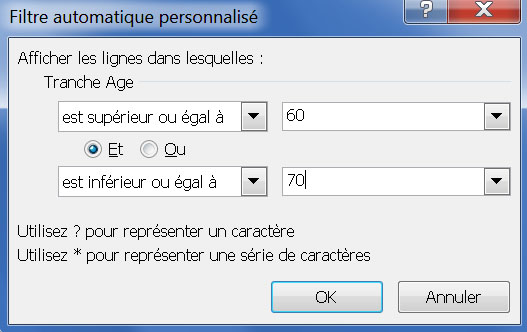 Filtre automatique personnalisé
?
X
Afficher les lignes dans lesquelles :
Tranche Age
est supérieur ou égal à 60
Et Ou
est inférieur ou égal à 70
Utilisez ? pour représenter un caractère
Utilisez * pour représenter une série de caractères
OK Annuler